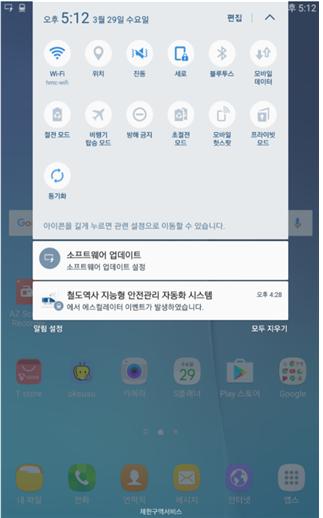 오후 5:12
오후 5:12 3월 29일 수요일 편집
Wi-Fi 위치 진동 세로 블루투스 모바일 데이터
hmc-wifi
절전 모드 비행기 탑승 모드 방해 금지 초절전 모드 모바일 핫스팟 프라이빗 모드
동기화
아이콘을 길게 누르면 관련 설정으로 이동할 수 있습니다.
소프트웨어 업데이트
소프트웨어 업데이트 설정
철도역사 지능형 안전관리 자동화 시스템 오후 4:28
에서 에스컬레이터 이벤트가 발생하였습니다.
알림 설정 모두 지우기
T store oksusu 카메라 S플래너 Play 스토어 Google
29
내 파일 전화 연락처 메시지 인터넷 앱스
제한구역서비스